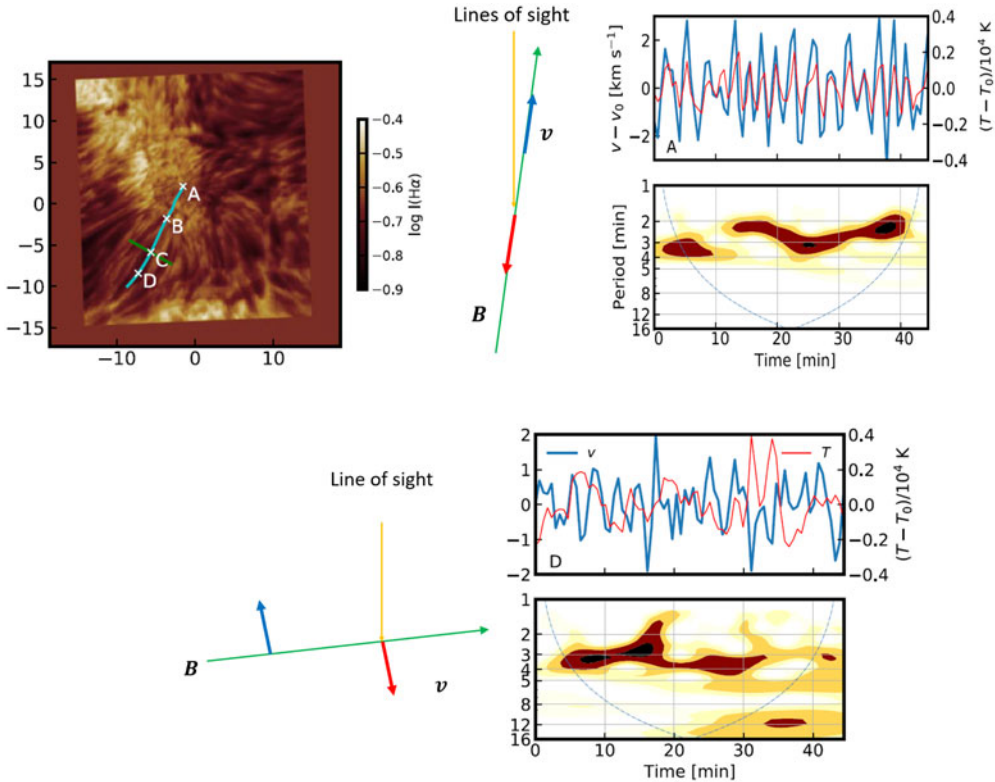 Lines of sight
B
v
15
10
5
0
−5
−10
−15
−10
0
10
A
B
C
D
−0.4
−0.5
−0.6
−0.7
−0.8
−0.9
log I(Hα)
v − v₀ [km s⁻¹]
2
0
−2
A
0.4
0.2
0.0
−0.2
−0.4
(T − T₀)/10⁴ K
Period [min]
1
2
3
4
5
8
12
16
0
10
20
30
40
Time [min]
Line of sight
B
v
2
1
0
−1
−2
v
T
D
0.4
0.2
0.0
−0.2
−0.4
(T − T₀)/10⁴ K
1
2
3
4
5
8
12
16
0
10
20
30
40
Time [min]